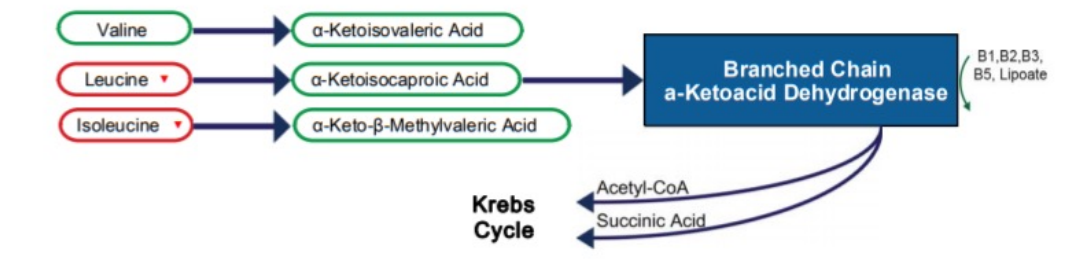 Valine
α-Ketoisovaleric Acid
Leucine
α-Ketoisocaproic Acid
Isoleucine
α-Keto-β-Methylvaleric Acid
Branched Chain
a-Ketoacid Dehydrogenase
B1,B2,B3,
B5, Lipoate
Acetyl-CoA
Succinic Acid
Krebs
Cycle